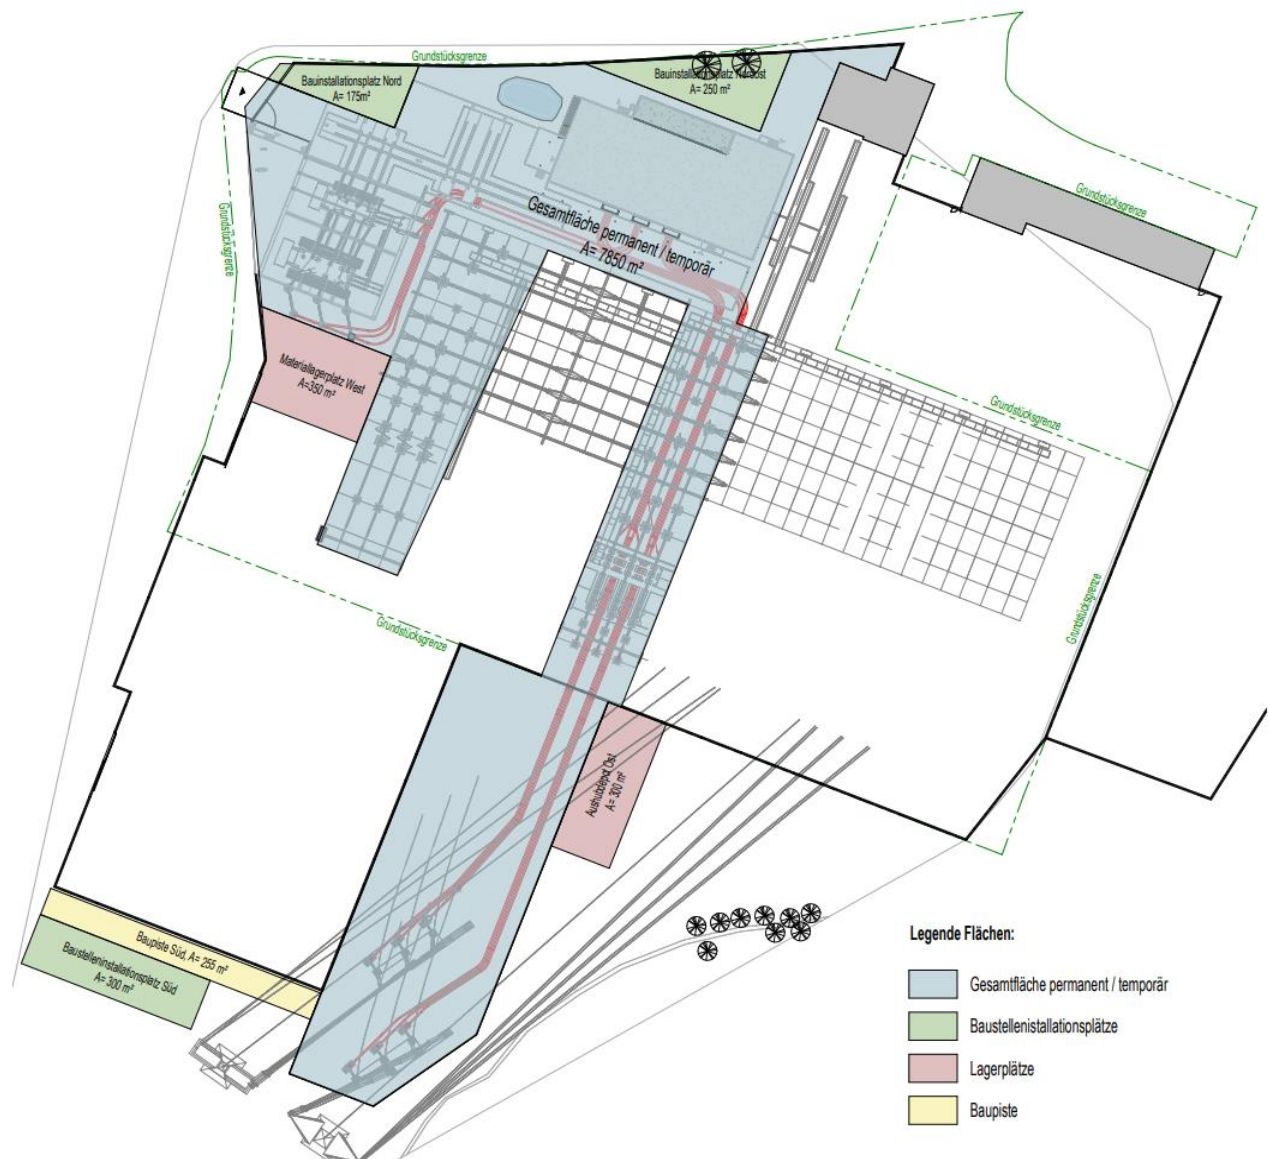 Grundstücksgrenze
Bauinstallationsplatz Nord
A= 175m²
Bauinstallationsplatz Nordost
A= 250 m²
Grundstücksgrenze
Grundstücksgrenze
Gesamtfläche permanent / temporär
A= 7850 m²
Materiallagerplatz West
A=350 m²
Grundstücksgrenze
Grundstücksgrenze
Grundstücksgrenze
Aushubdepot Ost
A= 300 m²
Baupiste Süd, A= 255 m²
Baustelleninstallationsplatz Süd
A= 300 m²
Legende Flächen:
Gesamtfläche permanent / temporär
Baustellenistallationsplätze
Lagerplätze
Baupiste